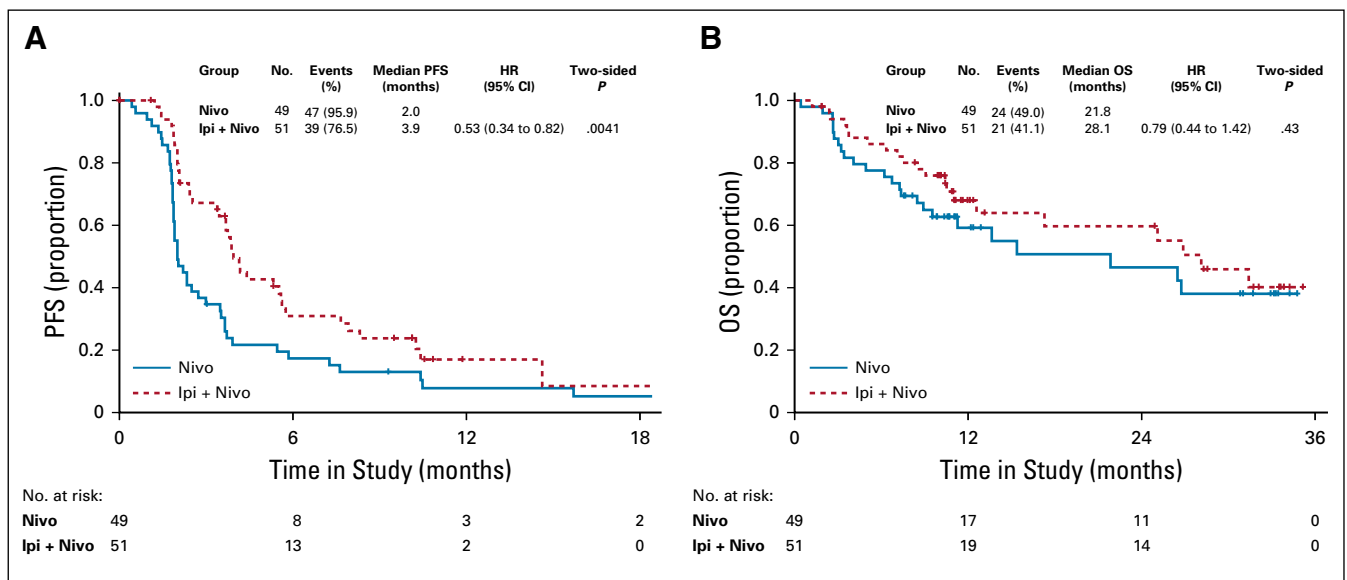 A
Group No. Events (%) Median PFS (months) HR (95% CI) Two-sided P
Nivo 49 47 (95.9) 2.0
Ipi + Nivo 51 39 (76.5) 3.9 0.53 (0.34 to 0.82) .0041
PFS (proportion)
1.0
0.8
0.6
0.4
0.2
0
Nivo
Ipi + Nivo
0 6 12 18
Time in Study (months)
No. at risk:
Nivo 49 8 3 2
Ipi + Nivo 51 13 2 0
B
Group No. Events (%) Median OS (months) HR (95% CI) Two-sided P
Nivo 49 24 (49.0) 21.8
Ipi + Nivo 51 21 (41.1) 28.1 0.79 (0.44 to 1.42) .43
OS (proportion)
1.0
0.8
0.6
0.4
0.2
0
Nivo
Ipi + Nivo
0 12 24 36
Time in Study (months)
No. at risk:
Nivo 49 17 11 0
Ipi + Nivo 51 19 14 0